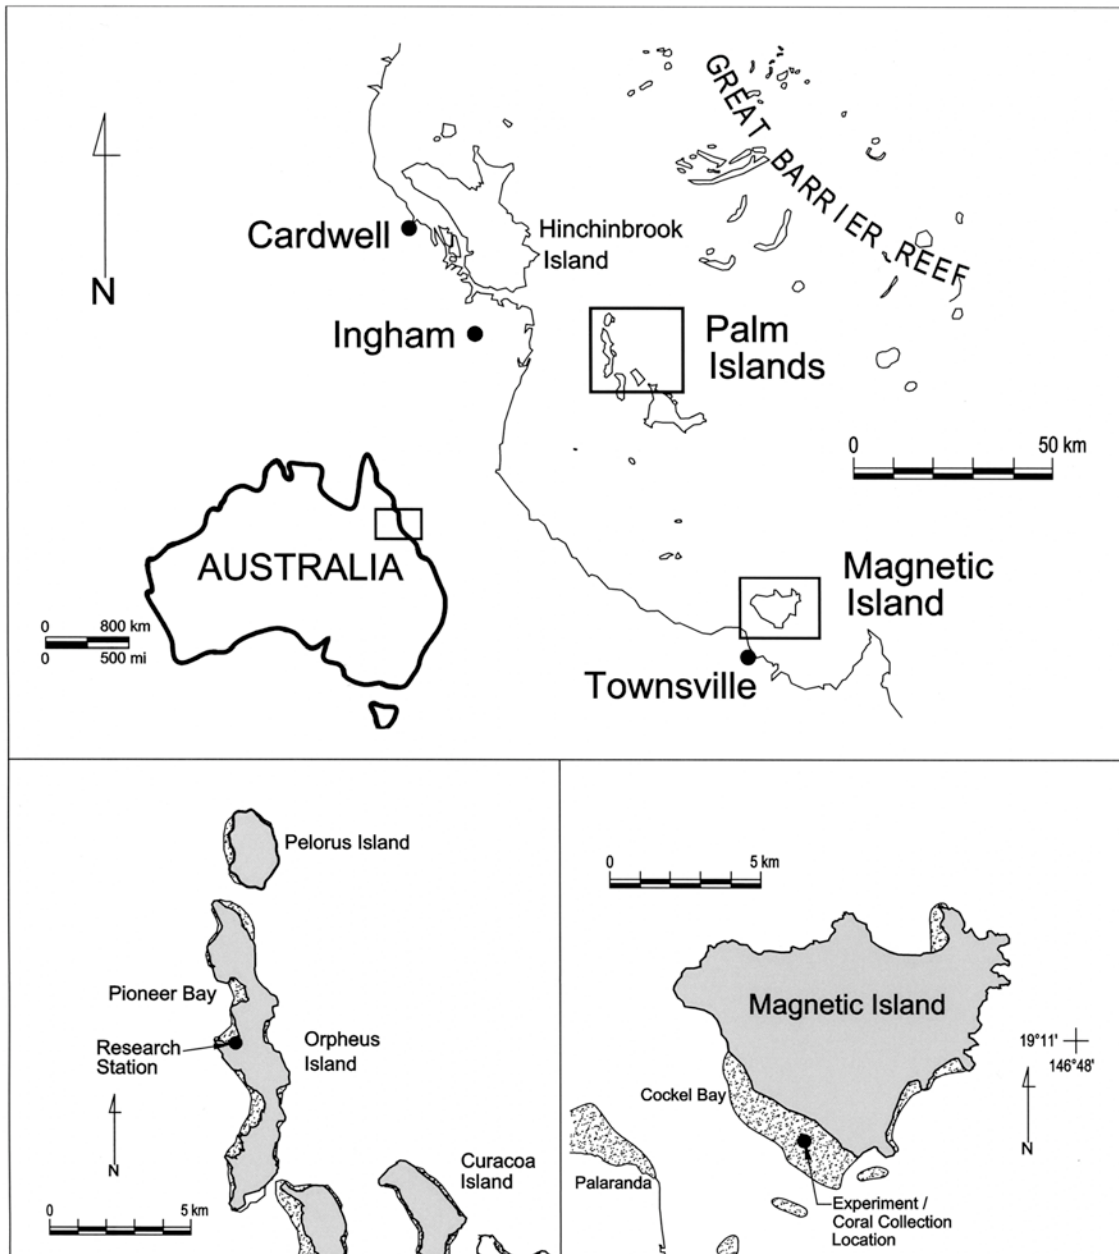 GREAT BARRIER REEF
N
Cardwell
Hinchinbrook
Island
Ingham
Palm
Islands
0 50 km
AUSTRALIA
0 800 km
0 500 mi
Magnetic
Island
Townsville
Pelorus Island
Pioneer Bay
Research
Station
Orpheus
Island
N
Curacoa
Island
0 5 km
0 5 km
Magnetic Island
19°11'
146°48'
Cockel Bay
N
Palaranda
Experiment /
Coral Collection
Location